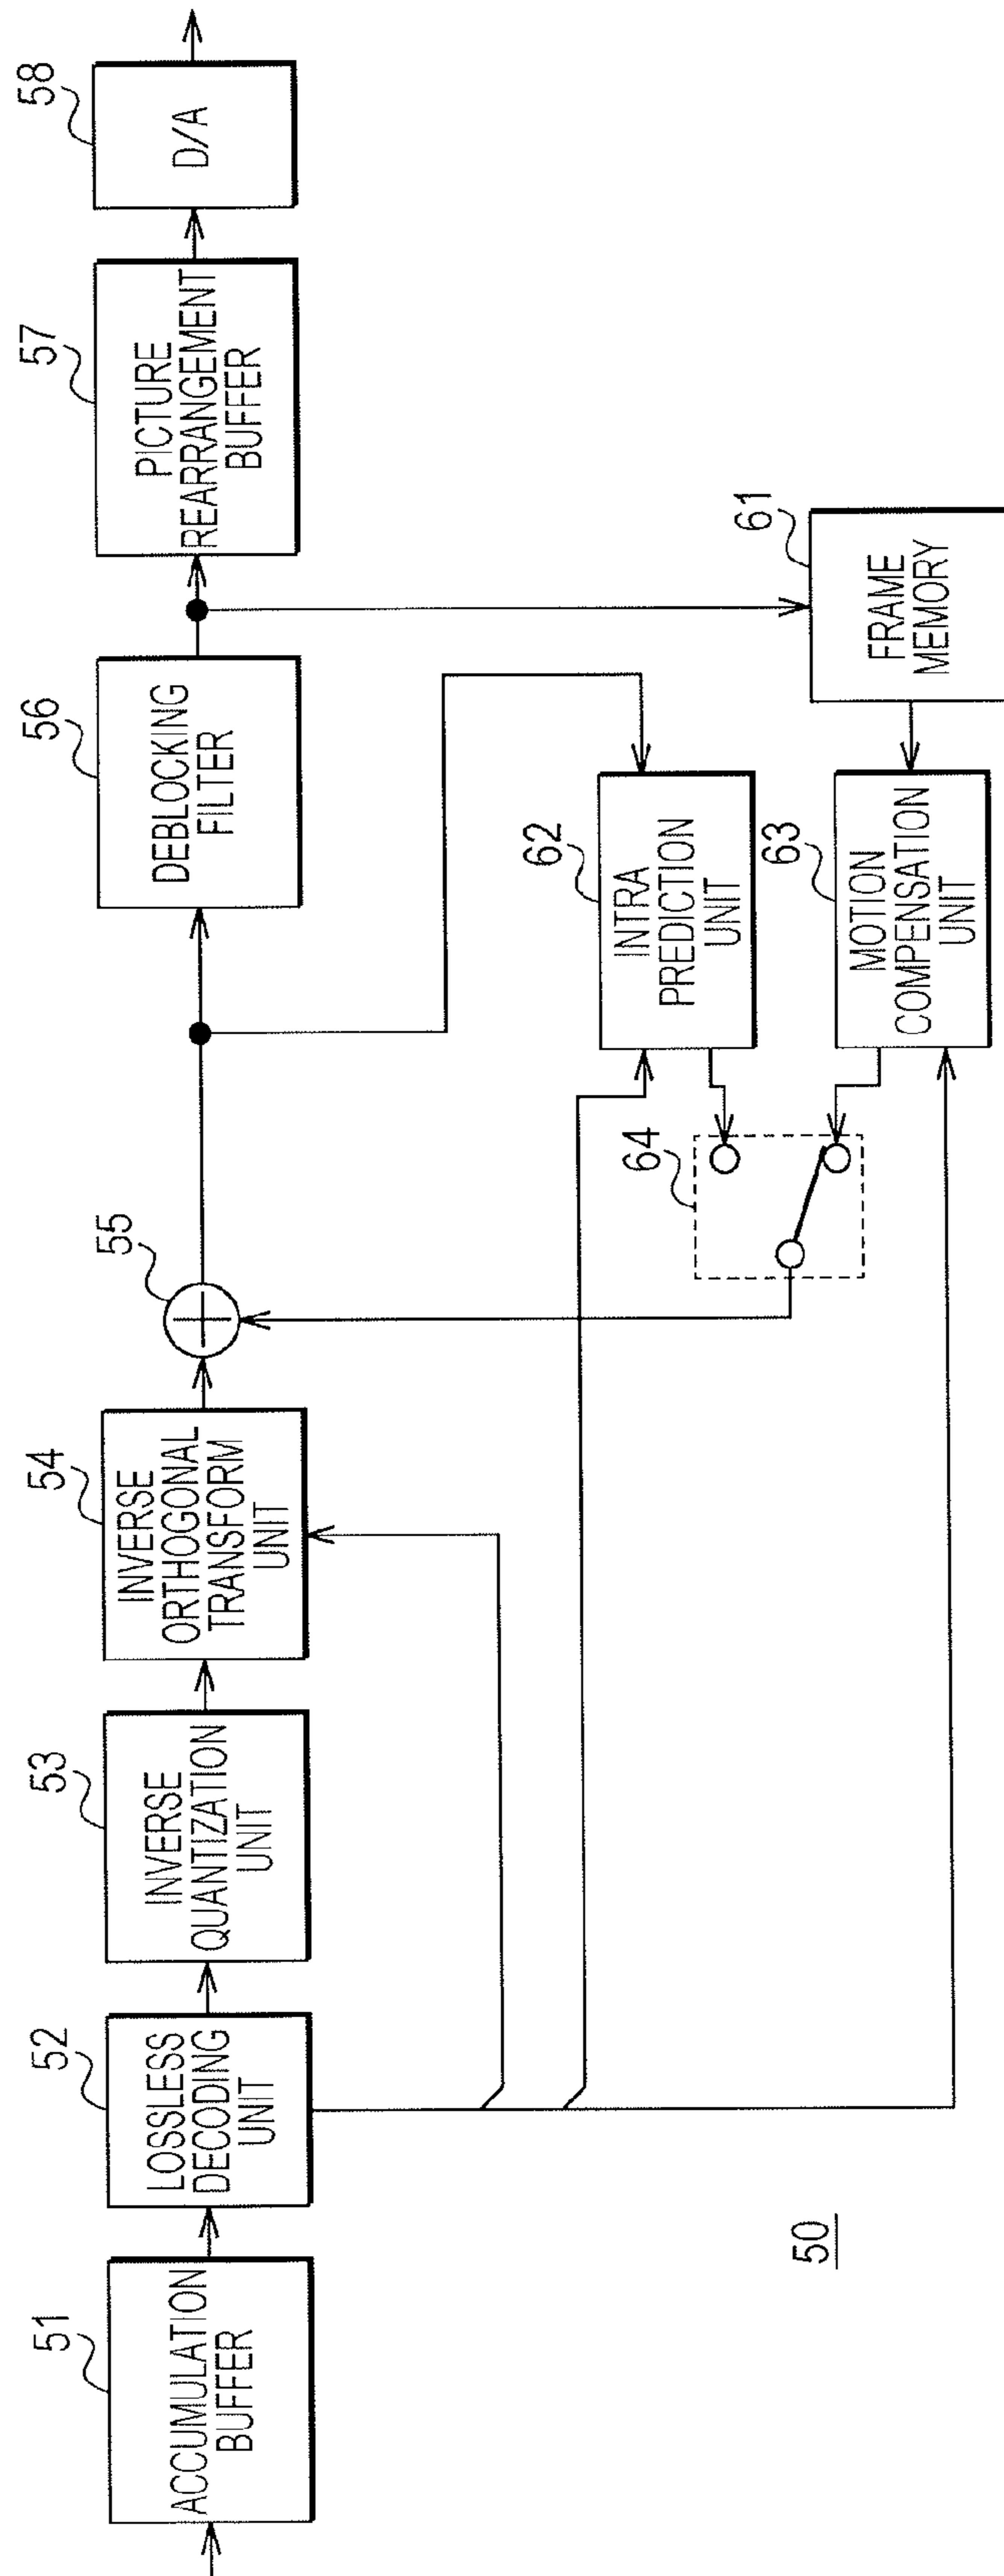 51
ACCUMULATION
BUFFER
52
LOSSLESS
DECODING
UNIT
53
INVERSE
QUANTIZATION
UNIT
54
INVERSE
ORTHOGONAL
TRANSFORM
UNIT
55
56
DEBLOCKING
FILTER
57
PICTURE
REARRANGEMENT
BUFFER
58
D/A
64
62
INTRA
PREDICTION
UNIT
61
FRAME
MEMORY
63
MOTION
COMPENSATION
UNIT
50